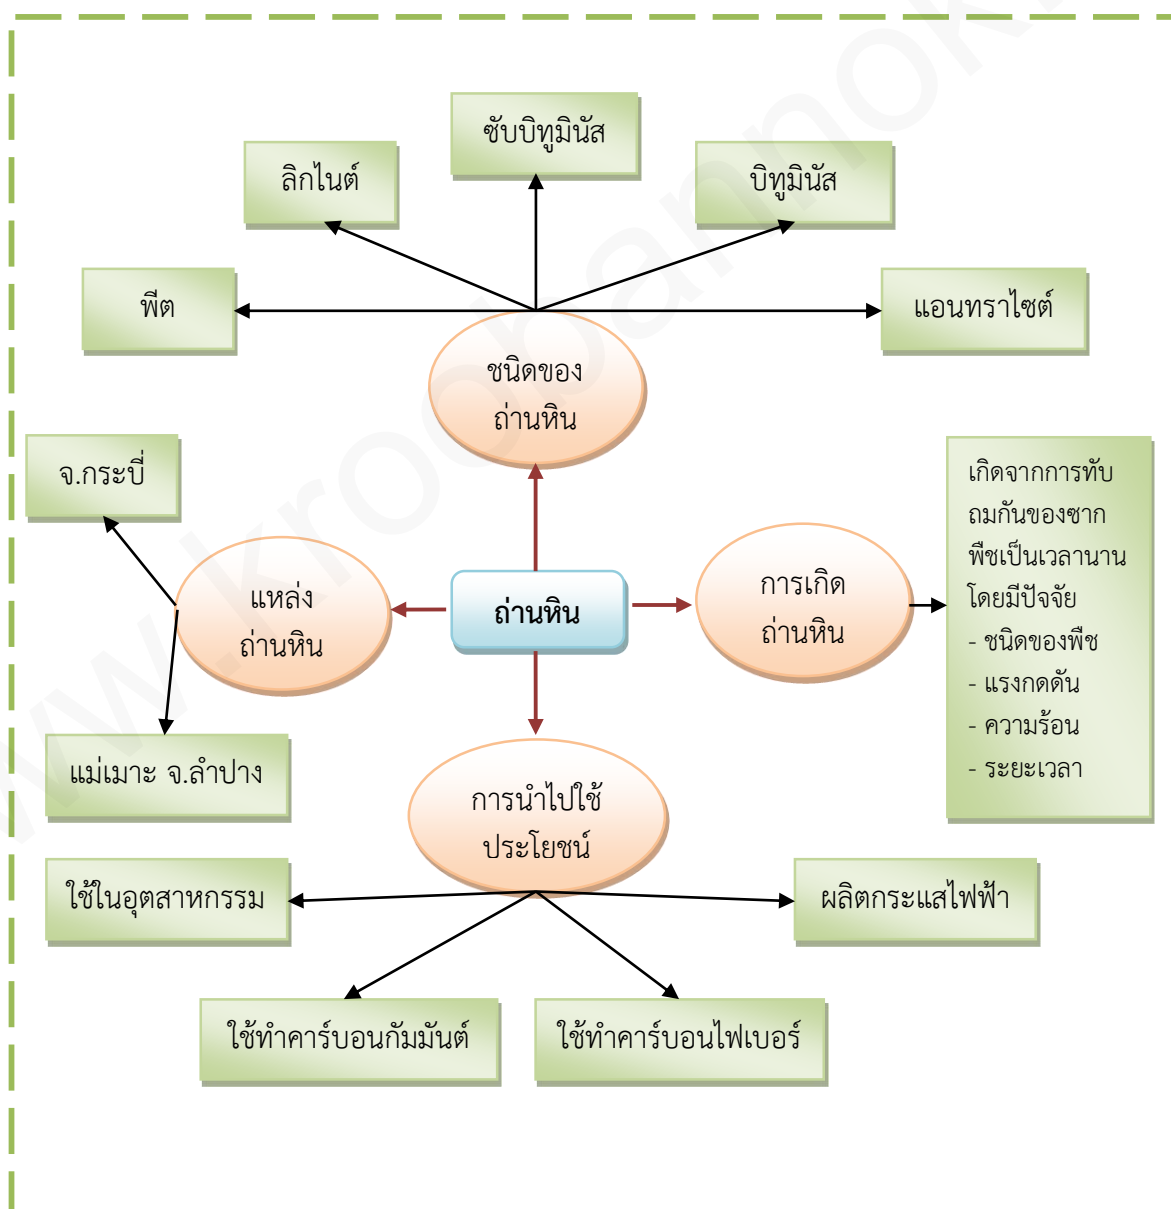 ซับบิทูมินัส
ลิกไนต์
บิทูมินัส
พีต
แอนทราไซต์
ชนิดของ
ถ่านหิน
จ.กระบี่
แหล่ง
ถ่านหิน
ถ่านหิน
การเกิด
ถ่านหิน
เกิดจากการทับ
ถมกันของซาก
พืชเป็นเวลานาน
โดยมีปัจจัย
- ชนิดของพืช
- แรงกดดัน
- ความร้อน
- ระยะเวลา
แม่เมาะ จ.ลำปาง
การนำไปใช้
ประโยชน์
ใช้ในอุตสาหกรรม
ผลิตกระแสไฟฟ้า
ใช้ทำคาร์บอนกัมมันต์
ใช้ทำคาร์บอนไฟเบอร์